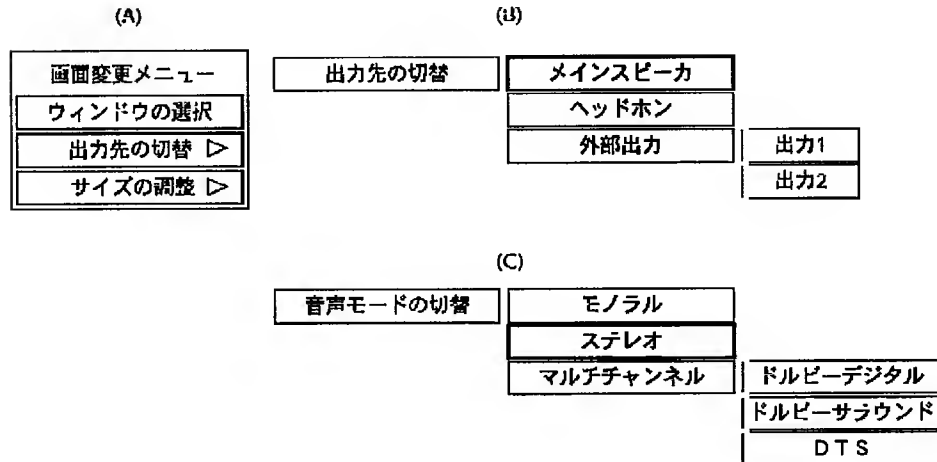 (A)
画面変更メニュー
ウィンドウの選択
出力先の切替 ▷
サイズの調整 ▷
(B)
出力先の切替
メインスピーカ
ヘッドホン
外部出力
出力1
出力2
(C)
音声モードの切替
モノラル
ステレオ
マルチチャンネル
ドルビーデジタル
ドルビーサラウンド
DTS